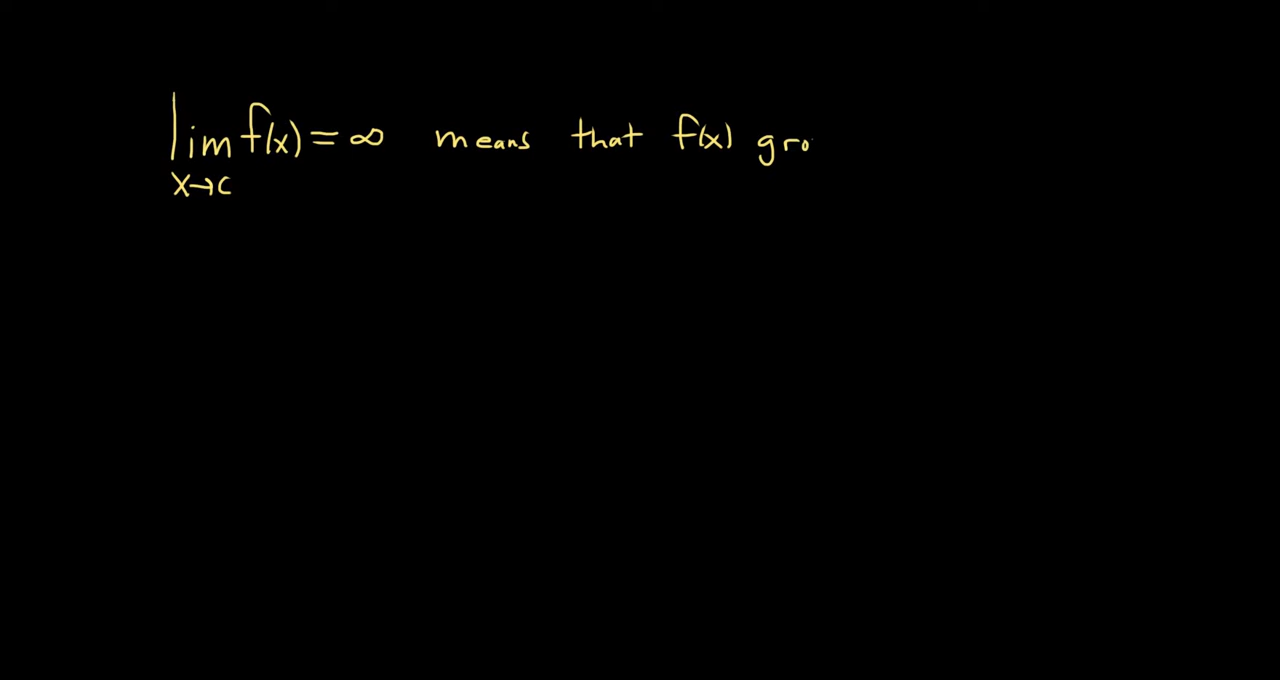 lim f(x) = ∞ means that f(x) gro
x→c